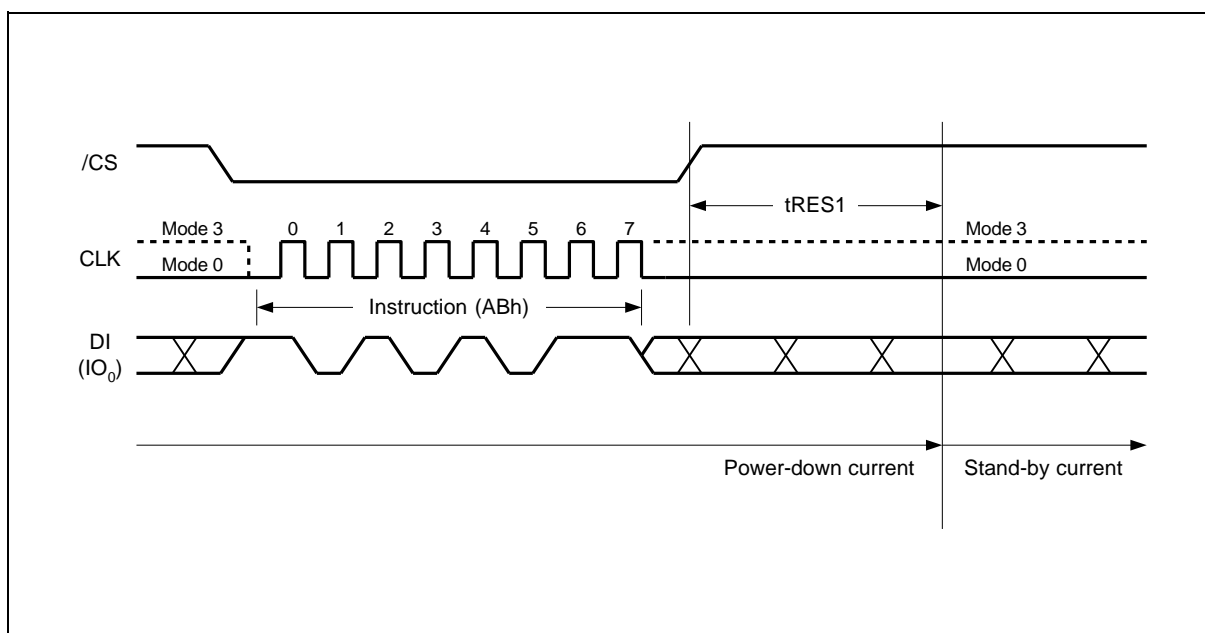 /CS
tRES1
Mode 3 0 1 2 3 4 5 6 7 Mode 3
CLK
Mode 0 Mode 0
Instruction (ABh)
DI
(IO0)
Power-down current Stand-by current